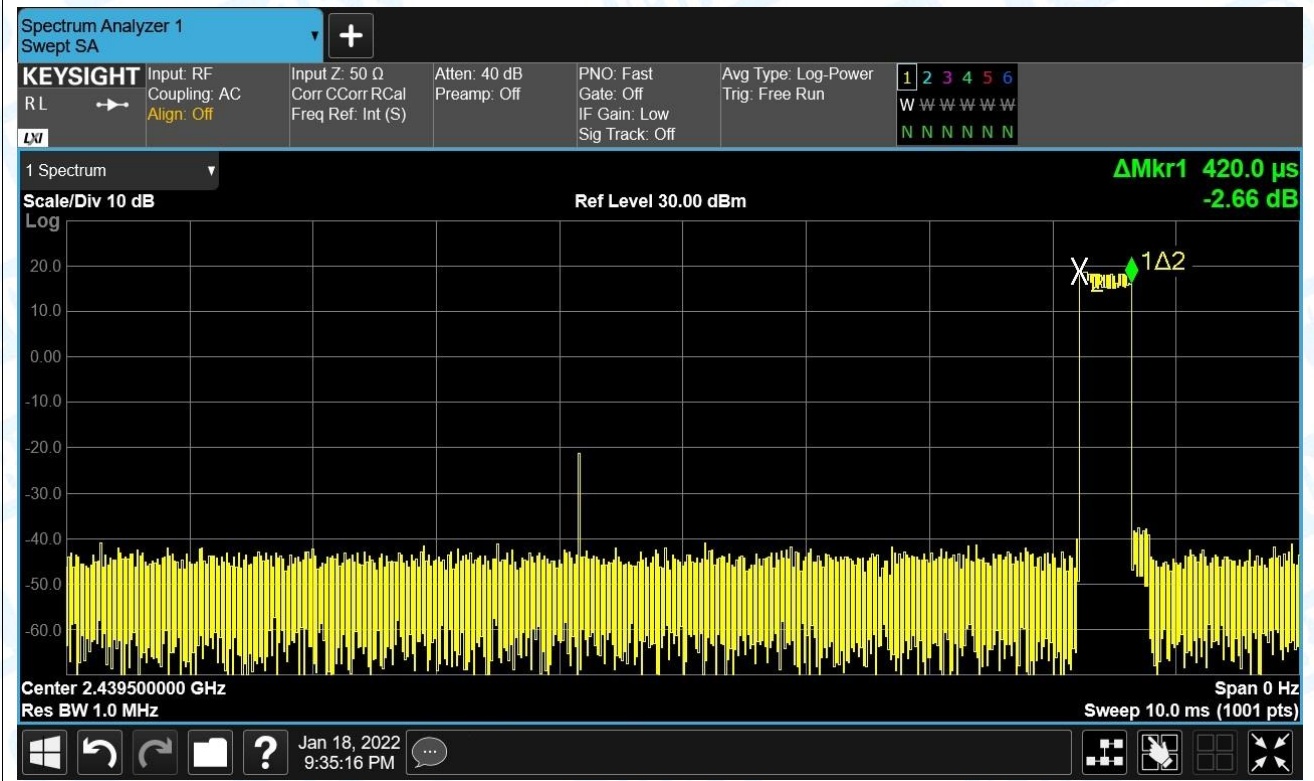 Spectrum Analyzer 1
Swept SA
+
KEYSIGHT
R L
LXI
Input: RF
Coupling: AC
Align: Off
Input Z: 50 Ω
Corr CCorr RCal
Freq Ref: Int (S)
Atten: 40 dB
Preamp: Off
PNO: Fast
Gate: Off
IF Gain: Low
Sig Track: Off
Avg Type: Log-Power
Trig: Free Run
1 2 3 4 5 6
W W W W W W
N N N N N N
1 Spectrum
ΔMkr1 420.0 µs
-2.66 dB
Scale/Div 10 dB
Ref Level 30.00 dBm
Log
20.0
10.0
0.00
-10.0
-20.0
-30.0
-40.0
-50.0
-60.0
X
2
1Δ2
Center 2.439500000 GHz
Span 0 Hz
Res BW 1.0 MHz
Sweep 10.0 ms (1001 pts)
?
Jan 18, 2022
9:35:16 PM